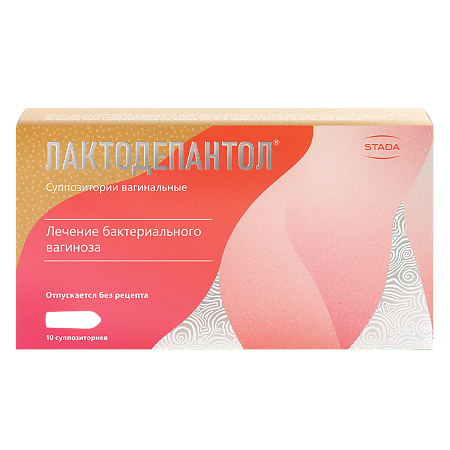 ЛАКТОДЕПАНТОЛ®
STADA
Суппозитории вагинальные
Лечение бактериального
вагиноза
Отпускается без рецепта
10 суппозиториев